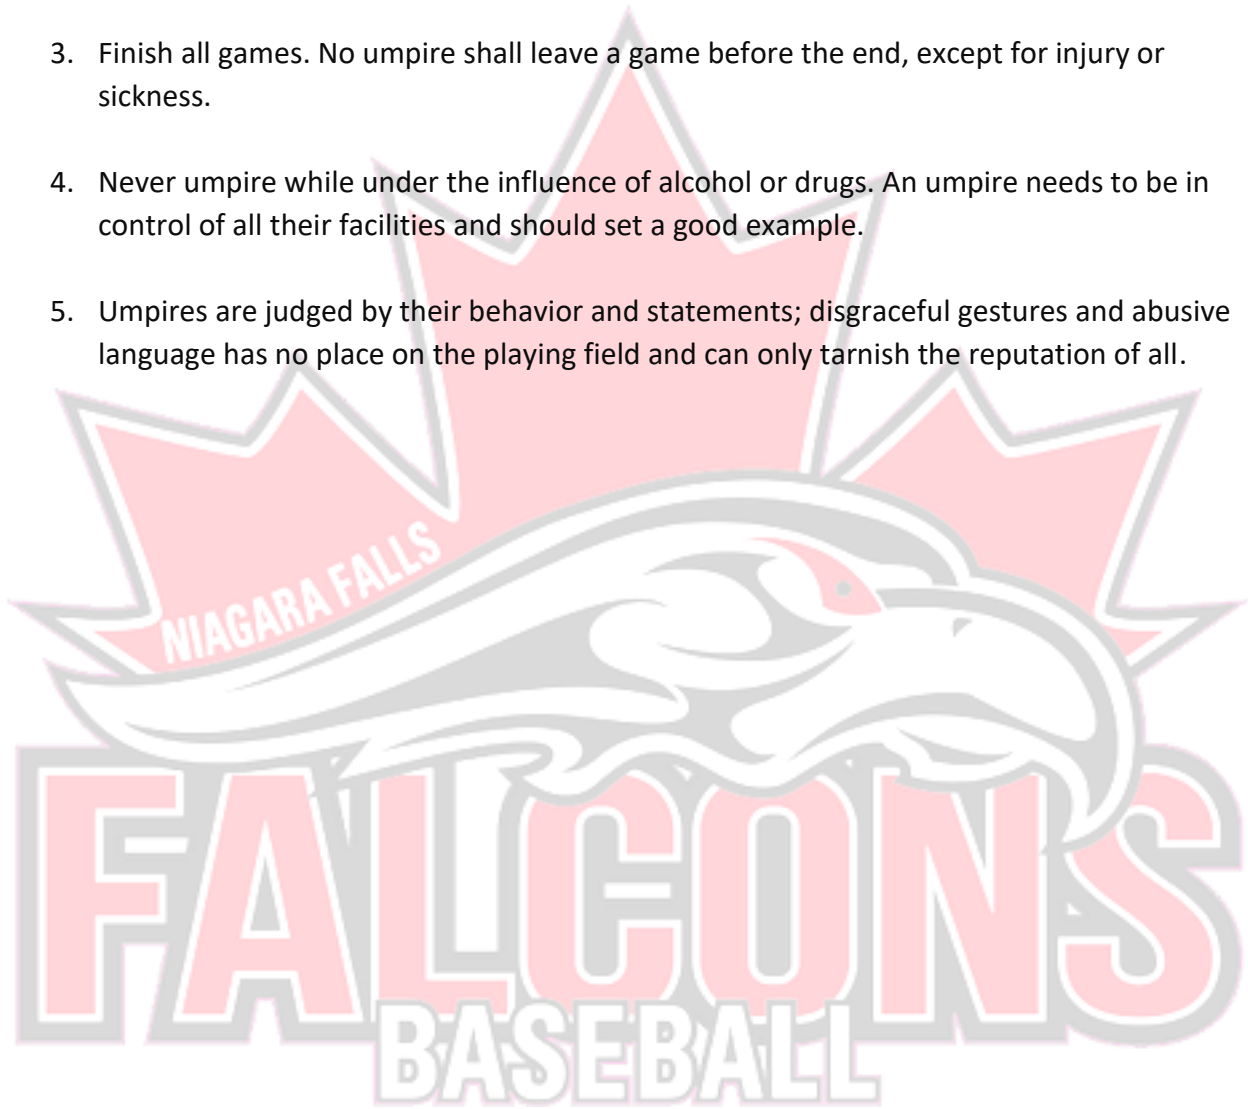 3. Finish all games. No umpire shall leave a game before the end, except for injury or
sickness.
4. Never umpire while under the influence of alcohol or drugs. An umpire needs to be in
control of all their facilities and should set a good example.
5. Umpires are judged by their behavior and statements; disgraceful gestures and abusive
language has no place on the playing field and can only tarnish the reputation of all.
NIAGARA FALLS
FALCONS
BASEBALL